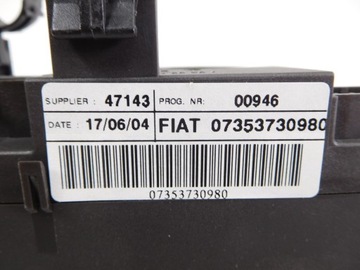 SUPPLIER : 47143 PROG. NR: 00946
DATE : 17/06/04 FIAT 07353730980
07353730980